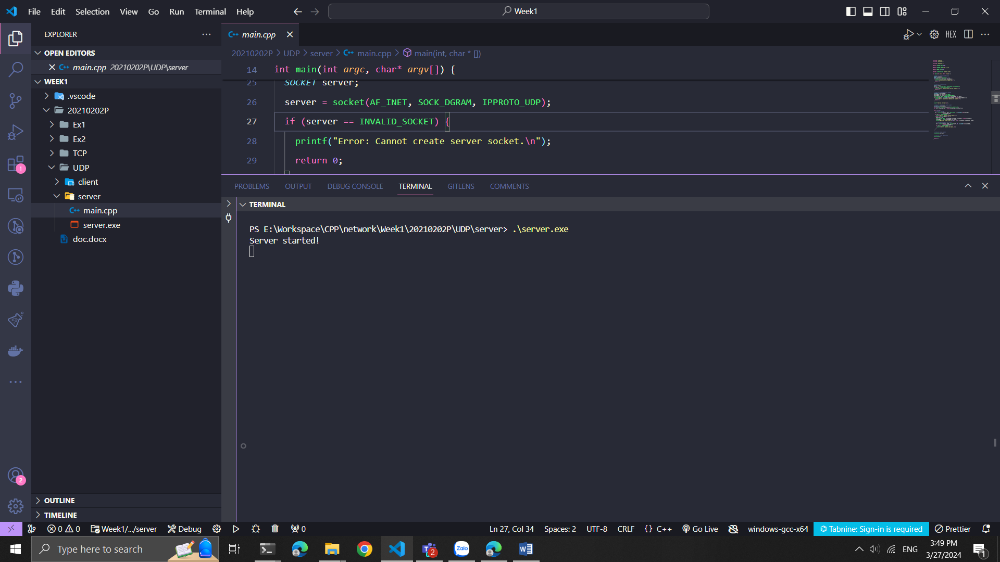 File Edit Selection View Go Run Terminal Help
Week1
EXPLORER
OPEN EDITORS
main.cpp 20210202P\UDP\server
WEEK1
.vscode
20210202P
Ex1
Ex2
TCP
UDP
client
server
main.cpp
server.exe
doc.docx
OUTLINE
TIMELINE
1
2
main.cpp
HEX
20210202P > UDP > server > main.cpp > main(int, char * [])
14 int main(int argc, char* argv[]) {
25 SOCKET server;
26 server = socket(AF_INET, SOCK_DGRAM, IPPROTO_UDP);
27 if (server == INVALID_SOCKET) {
28 printf("Error: Cannot create server socket.\n");
29 return 0;
PROBLEMS OUTPUT DEBUG CONSOLE TERMINAL GITLENS COMMENTS
TERMINAL
PS E:\Workspace\CPP\network\Week1\20210202P\UDP\server> .\server.exe
Server started!
0 0 Week1/.../server Debug 0 Ln 27, Col 34 Spaces: 2 UTF-8 CRLF {} C++ Go Live windows-gcc-x64 Tabnine: Sign-in is required Prettier
Type here to search
2
Zalo
ENG
3:49 PM
3/27/2024
1